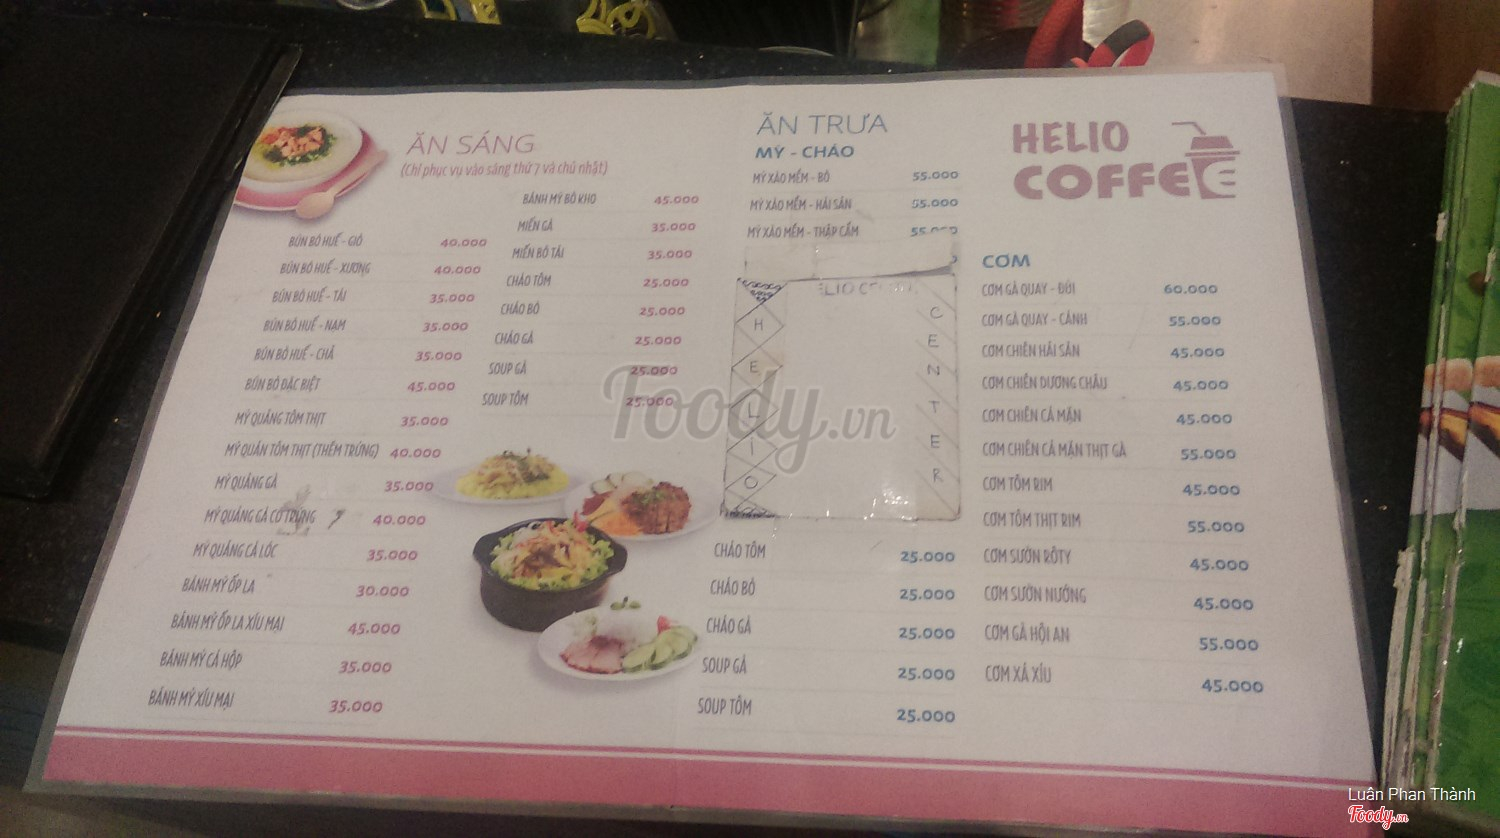 ĂN SÁNG
(Chỉ phục vụ vào sáng thứ 7 và chủ nhật)
BÚN BÒ HUẾ - GIÒ 40.000
BÚN BÒ HUẾ - XƯƠNG 40.000
BÚN BÒ HUẾ - TÁI 35.000
BÚN BÒ HUẾ - NẠM 35.000
BÚN BÒ HUẾ - CHẢ 35.000
BÚN BÒ ĐẶC BIỆT 45.000
MỲ QUẢNG TÔM THỊT 35.000
MỲ QUẢN TÔM THỊT (THÊM TRỨNG) 40.000
MỲ QUẢNG GÀ 35.000
MỲ QUẢNG GÀ CÓ TRỨNG 40.000
MỲ QUẢNG CÁ LÓC 35.000
BÁNH MỲ ỐP LA 30.000
BÁNH MỲ ỐP LA XÍU MẠI 45.000
BÁNH MỲ CÁ HỘP 35.000
BÁNH MỲ XÍU MẠI 35.000
BÁNH MỲ BÒ KHO 45.000
MIẾN GÀ 35.000
MIẾN BÒ TÁI 35.000
CHÁO TÔM 25.000
CHÁO BÒ 25.000
CHÁO GÀ 25.000
SOUP GÀ 25.000
SOUP TÔM 25.000
ĂN TRƯA
MỲ - CHÁO
MỲ XÀO MỀM - BÒ 55.000
MỲ XÀO MỀM - HẢI SẢN 55.000
MỲ XÀO MỀM - THẬP CẨM 55.000
HELIO
CENTER
CHÁO TÔM 25.000
CHÁO BÒ 25.000
CHÁO GÀ 25.000
SOUP GÀ 25.000
SOUP TÔM 25.000
HELIO
COFFEE
CƠM
CƠM GÀ QUAY - ĐÙI 60.000
CƠM GÀ QUAY - CÁNH 55.000
CƠM CHIÊN HẢI SẢN 45.000
CƠM CHIÊN DƯƠNG CHÂU 45.000
CƠM CHIÊN CÁ MẶN 45.000
CƠM CHIÊN CÁ MẶN THỊT GÀ 55.000
CƠM TÔM RIM 45.000
CƠM TÔM THỊT RIM 55.000
CƠM SƯỜN RÔTY 45.000
CƠM SƯỜN NƯỚNG 45.000
CƠM GÀ HỘI AN 55.000
CƠM XÁ XÍU 45.000
Foody.vn
Luân Phan Thành
Foody.vn